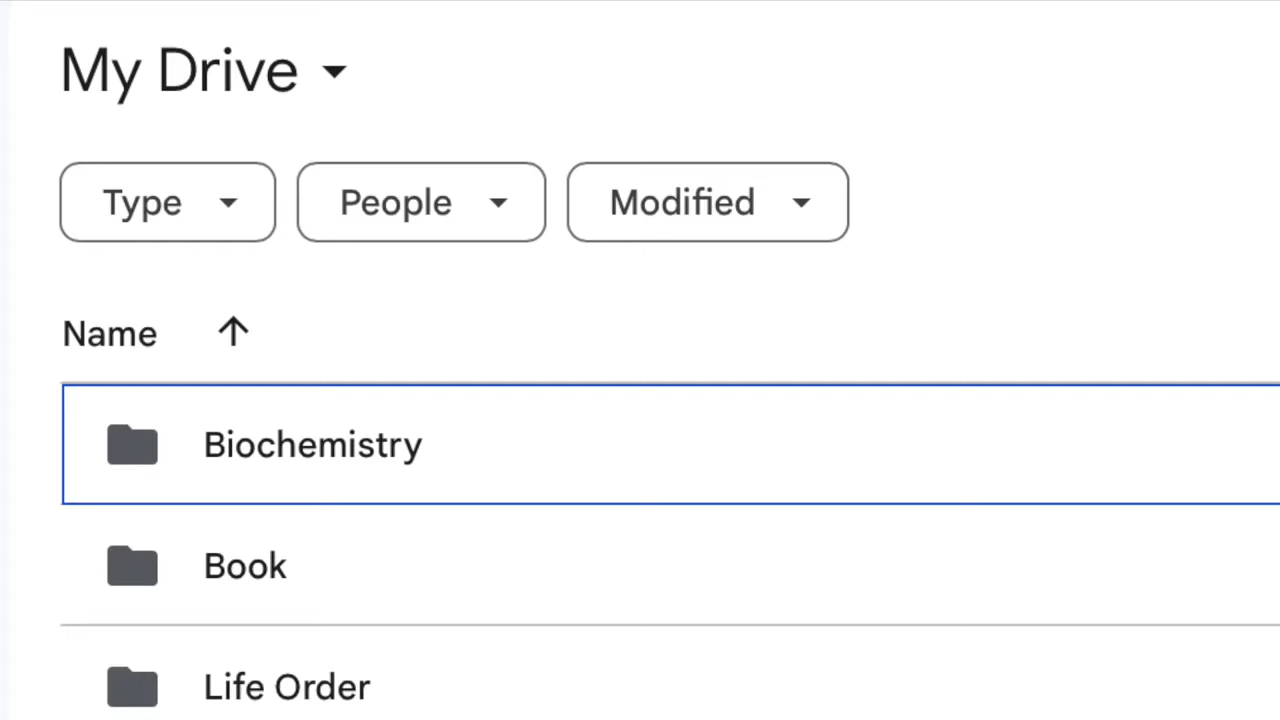 My Drive
Type People Modified
Name
Biochemistry
Book
Life Order